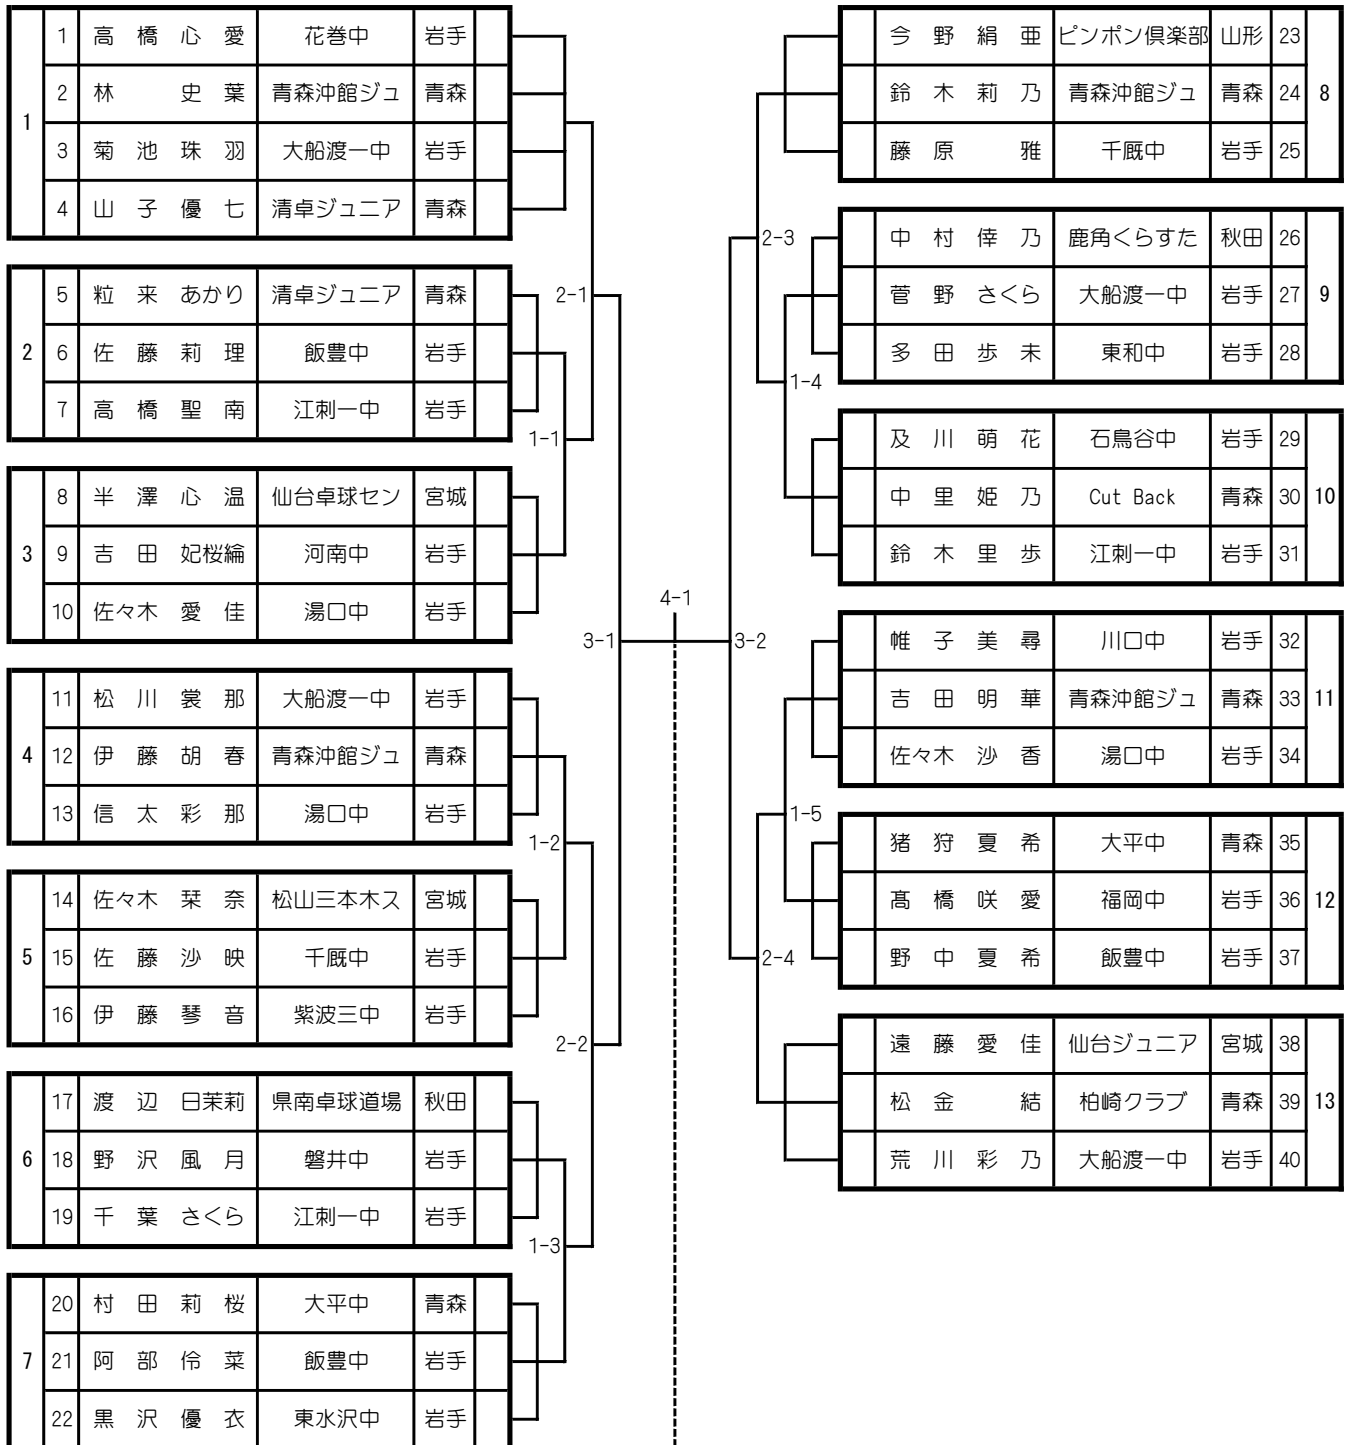 1
1 高橋心愛 花巻中 岩手
2 林 史葉 青森沖館ジュ 青森
3 菊池珠羽 大船渡一中 岩手
4 山子優七 清卓ジュニア 青森
2
5 粒来あかり 清卓ジュニア 青森
6 佐藤莉理 飯豊中 岩手
7 高橋聖南 江刺一中 岩手
3
8 半澤心温 仙台卓球セン 宮城
9 吉田妃桜綸 河南中 岩手
10 佐々木愛佳 湯口中 岩手
4
11 松川裳那 大船渡一中 岩手
12 伊藤胡春 青森沖館ジュ 青森
13 信太彩那 湯口中 岩手
5
14 佐々木栞奈 松山三本木ス 宮城
15 佐藤沙映 千厩中 岩手
16 伊藤琴音 紫波三中 岩手
6
17 渡辺日茉莉 県南卓球道場 秋田
18 野沢風月 磐井中 岩手
19 千葉さくら 江刺一中 岩手
7
20 村田莉桜 大平中 青森
21 阿部伶菜 飯豊中 岩手
22 黒沢優衣 東水沢中 岩手
2-1
1-1
3-1
1-2
2-2
1-3
4-1
2-3
1-4
3-2
1-5
2-4
今野絹亜 ピンポン倶楽部 山形 23
鈴木莉乃 青森沖館ジュ 青森 24
藤原 雅 千厩中 岩手 25
8
中村倖乃 鹿角くらすた 秋田 26
菅野さくら 大船渡一中 岩手 27
多田歩未 東和中 岩手 28
9
及川萌花 石鳥谷中 岩手 29
中里姫乃 Cut Back 青森 30
鈴木里歩 江刺一中 岩手 31
10
帷子美尋 川口中 岩手 32
吉田明華 青森沖館ジュ 青森 33
佐々木沙香 湯口中 岩手 34
11
猪狩夏希 大平中 青森 35
髙橋咲愛 福岡中 岩手 36
野中夏希 飯豊中 岩手 37
12
遠藤愛佳 仙台ジュニア 宮城 38
松金 結 柏崎クラブ 青森 39
荒川彩乃 大船渡一中 岩手 40
13